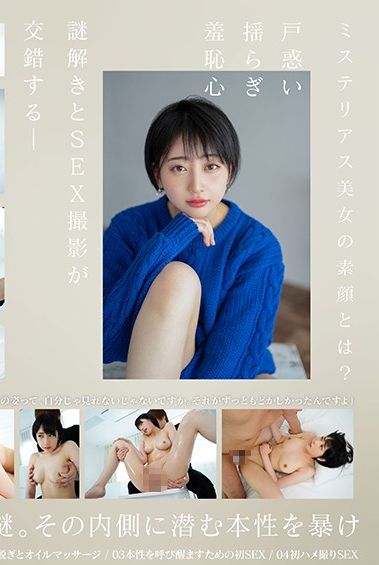 ミステリアス美女の素顔とは？
戸惑い
揺らぎ
羞恥心
謎解きとSEX撮影が
交錯する―
の姿って、自分じゃ見れないじゃないですか。それがずっともどかしかったんですよ）
謎。その内側に潜む本性を暴け
脱ぎとオイルマッサージ / 03本性を呼び醒ますための初SEX / 04初ハメ撮りSEX